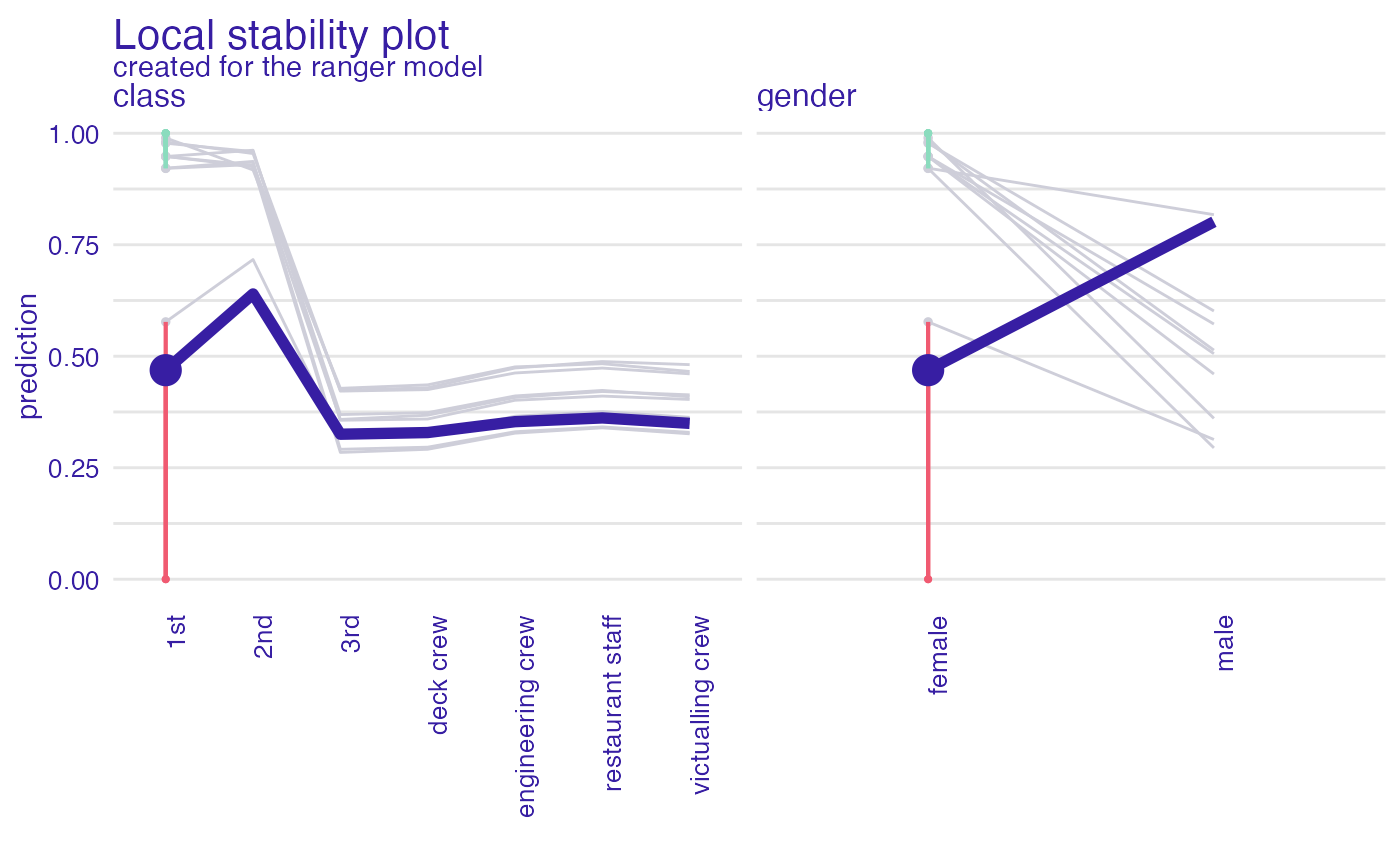 Local stability plot
created for the ranger model
class
gender
prediction
1.00
0.75
0.50
0.25
0.00
1st
2nd
3rd
deck crew
engineering crew
restaurant staff
victualling crew
female
male